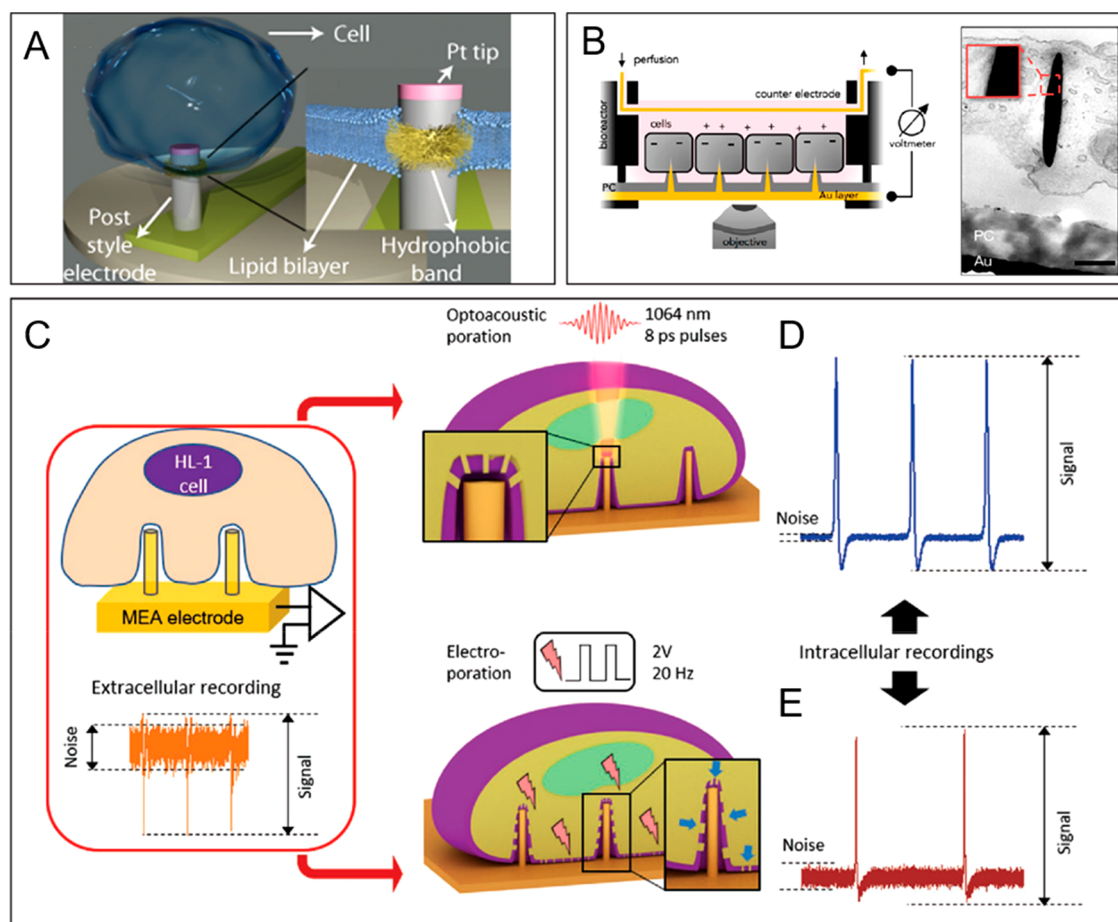 A
Cell
Pt tip
Post
style
electrode
Lipid bilayer
Hydrophobic
band
B
perfusion
counter electrode
bioreactor
cells
+ + + + + +
- - - - - - - -
voltmeter
PC
Au layer
objective
PC
Au
C
Optoacoustic
poration
1064 nm
8 ps pulses
HL-1
cell
MEA electrode
Extracellular recording
Noise
Signal
Electro-
poration
2V
20 Hz
D
Noise
Signal
Intracellular recordings
E
Noise
Signal